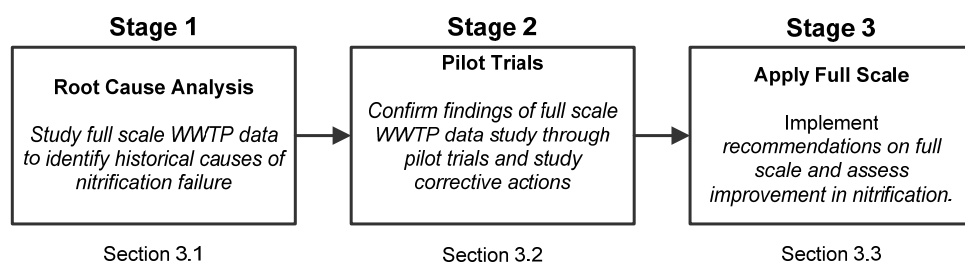 Stage 1
Root Cause Analysis
Study full scale WWTP data
to identify historical causes of
nitrification failure
Section 3.1
Stage 2
Pilot Trials
Confirm findings of full scale
WWTP data study through
pilot trials and study
corrective actions
Section 3.2
Stage 3
Apply Full Scale
Implement
recommendations on full
scale and assess
improvement in nitrification.
Section 3.3